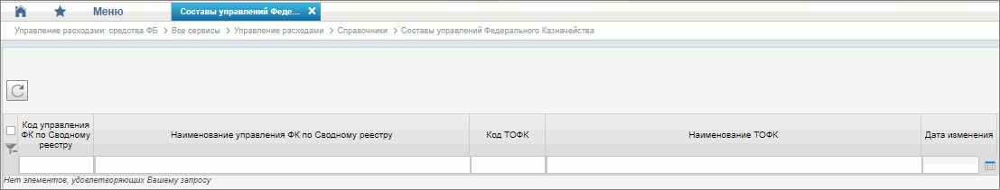 Меню
Составы управлений Феде...
Управление расходами: средства ФБ > Все сервисы > Управление расходами > Справочники > Составы управлений Федерального Казначейства
Код управления
ФК по Сводному
реестру
Наименование управления ФК по Сводному реестру
Код ТОФК
Наименование ТОФК
Дата изменения
Нет элементов, удовлетворяющих Вашему запросу